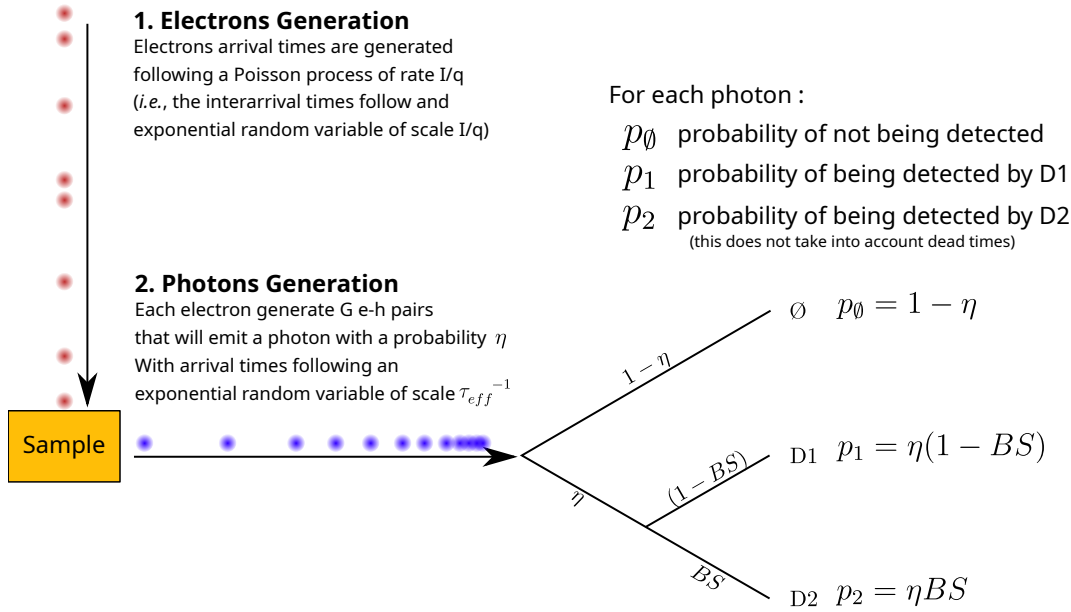 1. Electrons Generation
Electrons arrival times are generated
following a Poisson process of rate I/q
(i.e., the interarrival times follow and
exponential random variable of scale I/q)
For each photon :
p∅ probability of not being detected
p1 probability of being detected by D1
p2 probability of being detected by D2
(this does not take into account dead times)
2. Photons Generation
Each electron generate G e-h pairs
that will emit a photon with a probability η
With arrival times following an
exponential random variable of scale τeff⁻¹
Sample
1 − η
Ø p∅ = 1 − η
η
(1 − BS)
D1 p1 = η(1 − BS)
BS
D2 p2 = ηBS